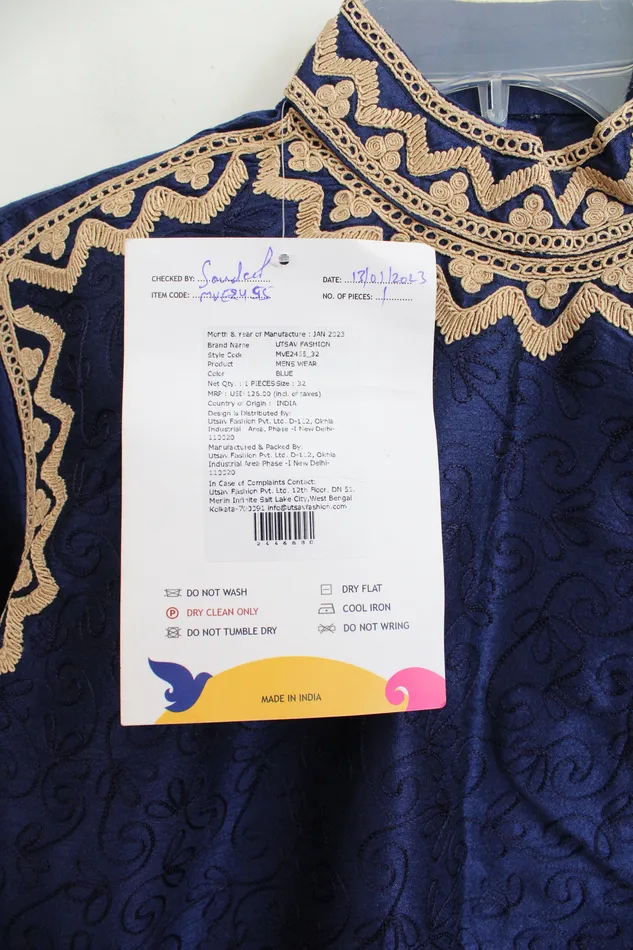 CHECKED BY:
DATE: 13/01/2023
ITEM CODE:
NO. OF PIECES: 1
Month & Year of Manufacture : JAN 2023
Brand Name UTSAV FASHION
Style Code MVE2435_32
Product MENS WEAR
Color BLUE
Net Qty. : 1 PIECES Size : 32
MRP : USD 125.00 (incl. of taxes)
Country of Origin : INDIA
Design is Distributed By:
Utsav Fashion Pvt. Ltd. D-112, Okhla
Industrial Area, Phase -I New Delhi-
110020
Manufactured & Packed By:
Utsav Fashion Pvt. Ltd. D-112, Okhla
Industrial Area Phase -I New Delhi-
110020
In Case of Complaints Contact:
Utsav Fashion Pvt. Ltd. 12th Floor, DN 51,
Merlin Infinite Salt Lake City,West Bengal
Kolkata-700091 info@utsavfashion.com
DO NOT WASH
DRY FLAT
P DRY CLEAN ONLY
COOL IRON
DO NOT TUMBLE DRY
DO NOT WRING
MADE IN INDIA